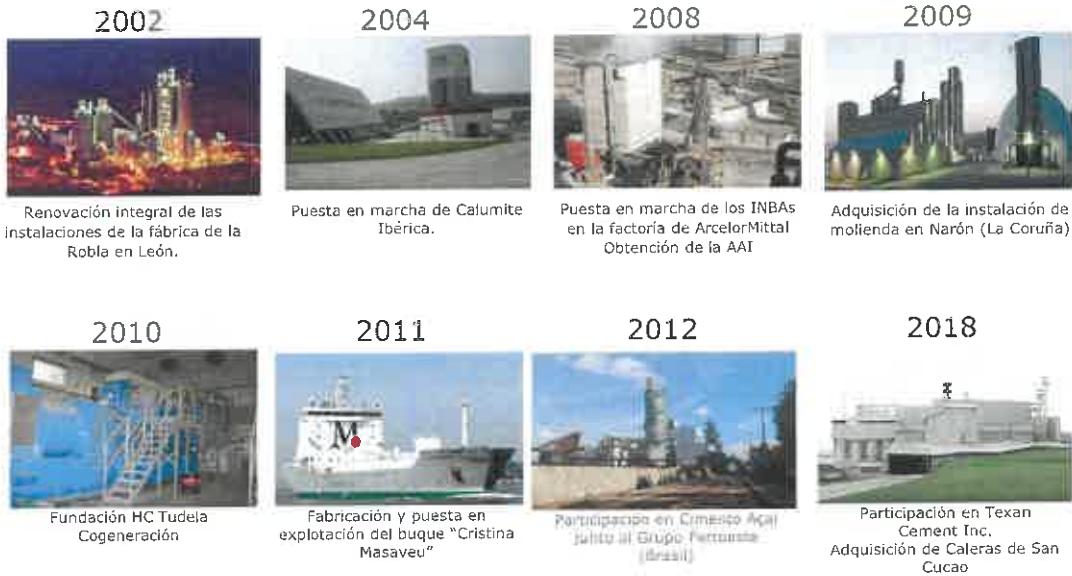 2002
2004
2008
2009
Renovación integral de las
instalaciones de la fábrica de la
Robla en León.
Puesta en marcha de Calumite
Ibérica.
Puesta en marcha de los INBAs
en la factoría de ArcelorMittal
Obtención de la AAI
Adquisición de la instalación de
molienda en Narón (La Coruña)
2010
2011
2012
2018
M
Fundación HC Tudela
Cogeneración
Fabricación y puesta en
explotación del buque "Cristina
Masaveu"
Participación en Cimento Açaí
junto al Grupo
(Brasil)
Participación en Texan
Cement Inc.
Adquisición de Caleras de San
Cucao